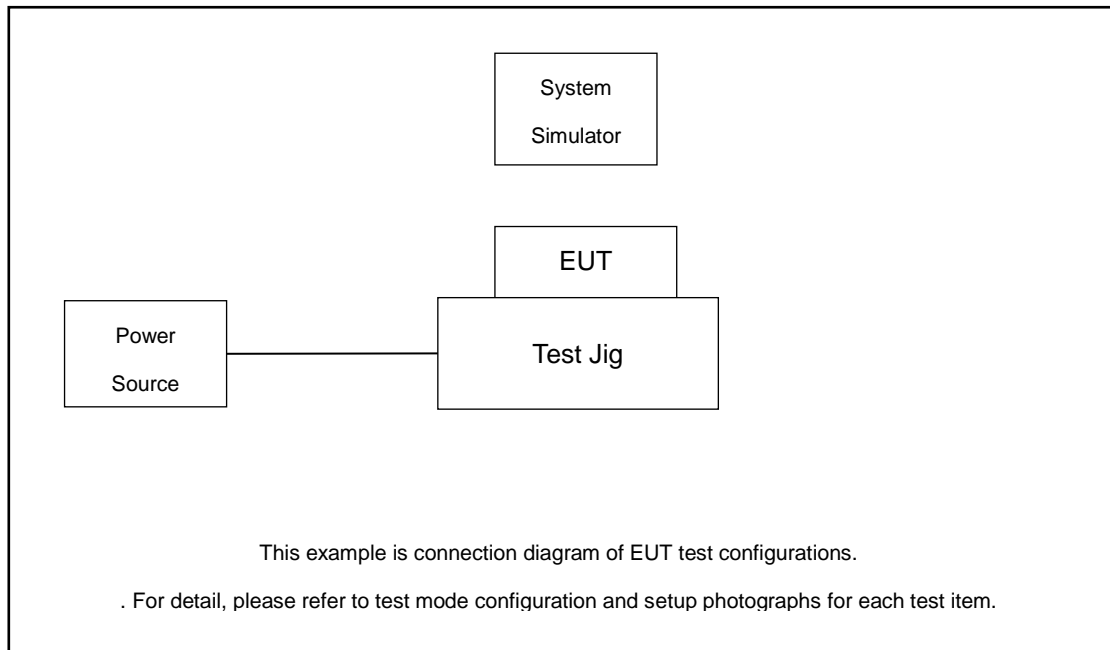 System
Simulator
EUT
Power
Source
Test Jig
This example is connection diagram of EUT test configurations.
. For detail, please refer to test mode configuration and setup photographs for each test item.